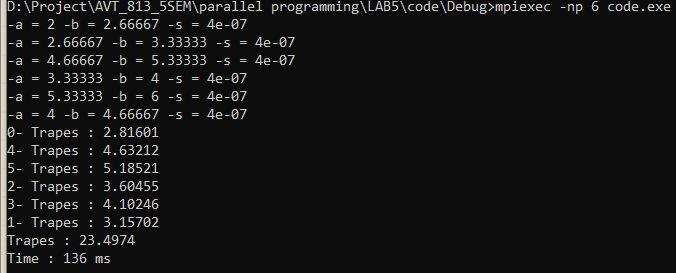 D:\Project\AVT_813_5SEM\parallel programming\LAB5\code\Debug>mpiexec -np 6 code.exe
-a = 2 -b = 2.66667 -s = 4e-07
-a = 2.66667 -b = 3.33333 -s = 4e-07
-a = 4.66667 -b = 5.33333 -s = 4e-07
-a = 3.33333 -b = 4 -s = 4e-07
-a = 5.33333 -b = 6 -s = 4e-07
-a = 4 -b = 4.66667 -s = 4e-07
0- Trapes : 2.81601
4- Trapes : 4.63212
5- Trapes : 5.18521
2- Trapes : 3.60455
3- Trapes : 4.10246
1- Trapes : 3.15702
Trapes : 23.4974
Time : 136 ms